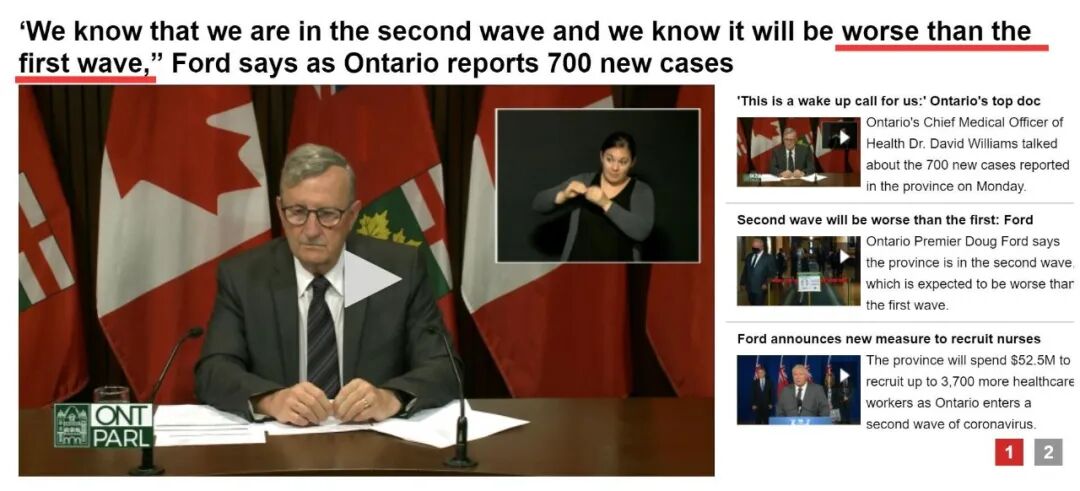 ‘We know that we are in the second wave and we know it will be worse than the
first wave,” Ford says as Ontario reports 700 new cases
ONT
PARL
'This is a wake up call for us:' Ontario's top doc
Ontario's Chief Medical Officer of
Health Dr. David Williams talked
about the 700 new cases reported
in the province on Monday.
Second wave will be worse than the first: Ford
Ontario Premier Doug Ford says
the province is in the second wave,
which is expected to be worse than
the first wave.
Ford announces new measure to recruit nurses
The province will spend $52.5M to
recruit up to 3,700 more healthcare
workers as Ontario enters a
second wave of coronavirus.
1 2